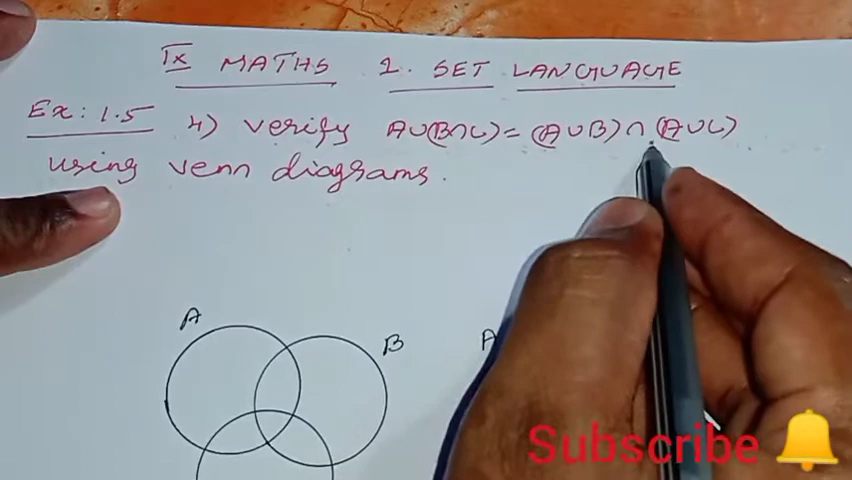 IX MATHS 1. SET LANGUAGE
Ex: 1.5 4) Verify A∪(B∩C) = (A∪B)∩(A∪C)
using venn diagrams.
A
B
A
Subscribe